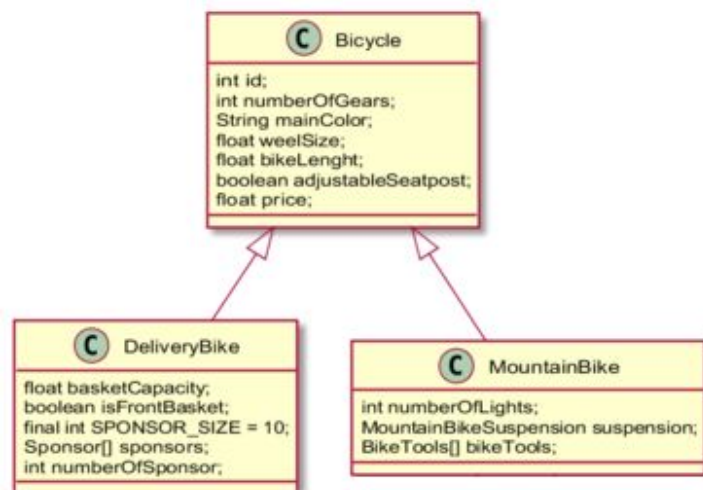 C Bicycle
int id;
int numberOfGears;
String mainColor;
float weelSize;
float bikeLenght;
boolean adjustableSeatpost;
float price;
C DeliveryBike
float basketCapacity;
boolean isFrontBasket;
final int SPONSOR_SIZE = 10;
Sponsor[] sponsors;
int numberOfSponsor;
C MountainBike
int numberOfLights;
MountainBikeSuspension suspension;
BikeTools[] bikeTools;